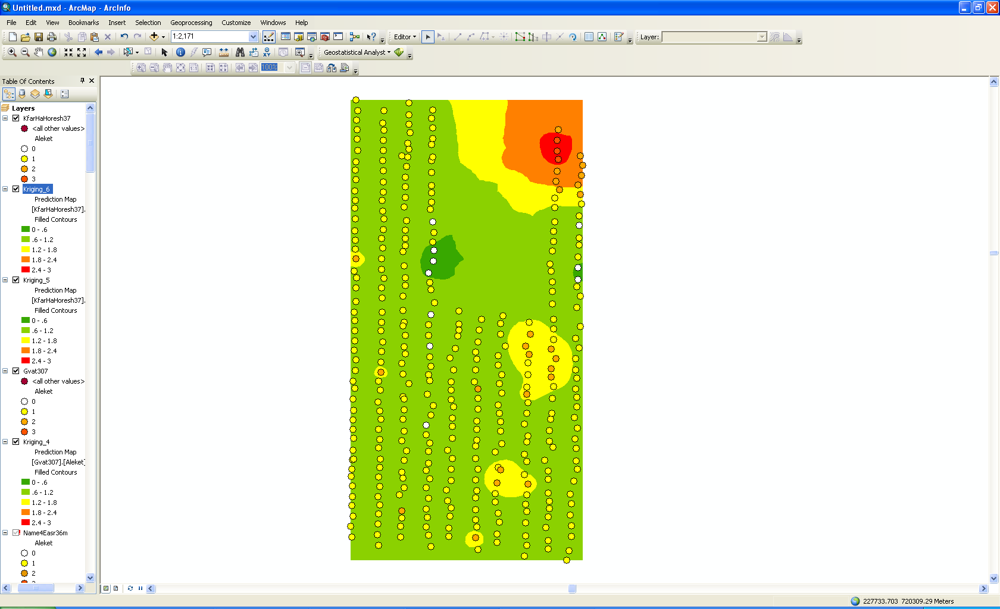 Untitled.mxd - ArcMap - ArcInfo
File Edit View Bookmarks Insert Selection Geoprocessing Customize Windows Help
1:2,171 Editor Layer:
Geostatistical Analyst
100%
Table Of Contents
Layers
KfarHaHoresh37
<all other values>
Aleket
0
1
2
3
Kriging_6
Prediction Map
[KfarHaHoresh37].
Filled Contours
0 - .6
.6 - 1.2
1.2 - 1.8
1.8 - 2.4
2.4 - 3
Kriging_5
Prediction Map
[KfarHaHoresh37].
Filled Contours
0 - .6
.6 - 1.2
1.2 - 1.8
1.8 - 2.4
2.4 - 3
Gvat307
<all other values>
Aleket
0
1
2
3
Kriging_4
Prediction Map
[Gvat307].[Aleket]
Filled Contours
0 - .6
.6 - 1.2
1.2 - 1.8
1.8 - 2.4
2.4 - 3
Name4Easr36m
Aleket
0
1
2
227733.703 720309.29 Meters